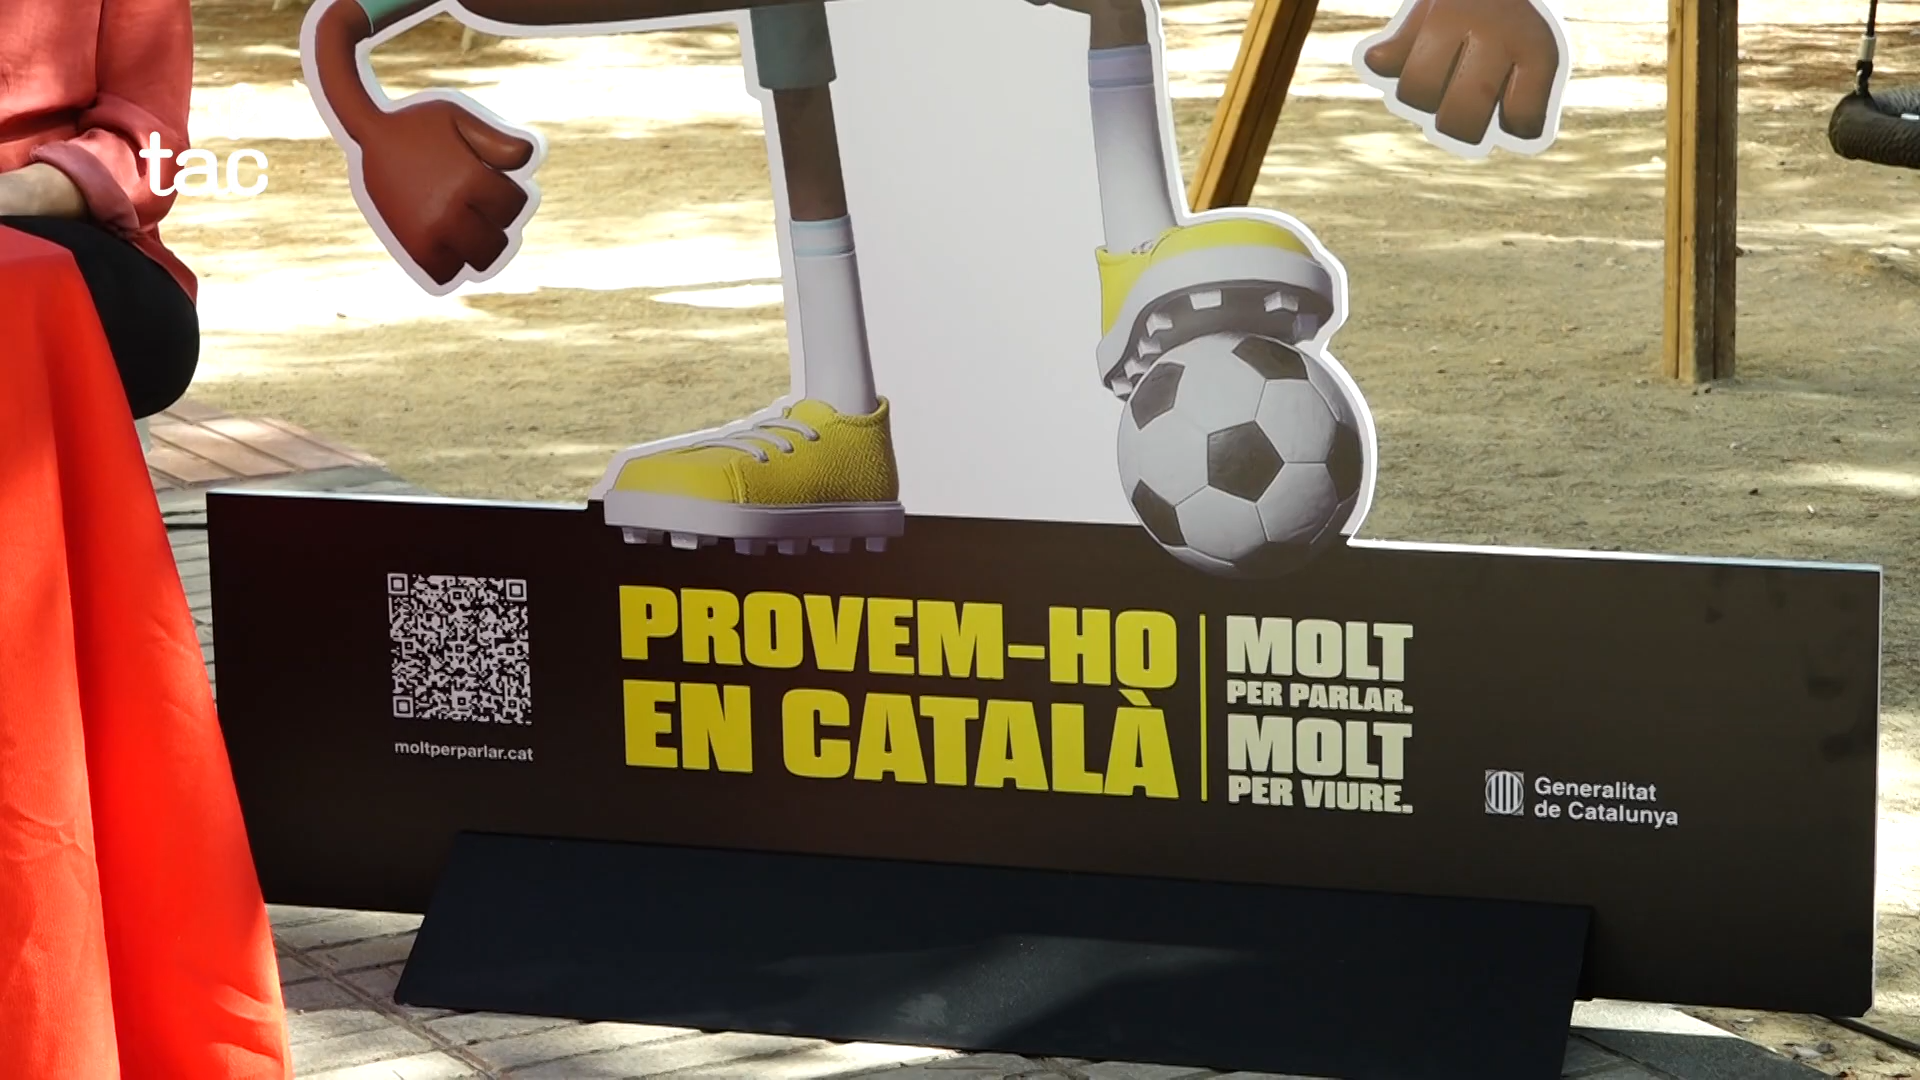 tac
PROVEM-HO
EN CATALÀ
MOLT
PER PARLAR.
MOLT
PER VIURE.
moltperparlar.cat
Generalitat
de Catalunya